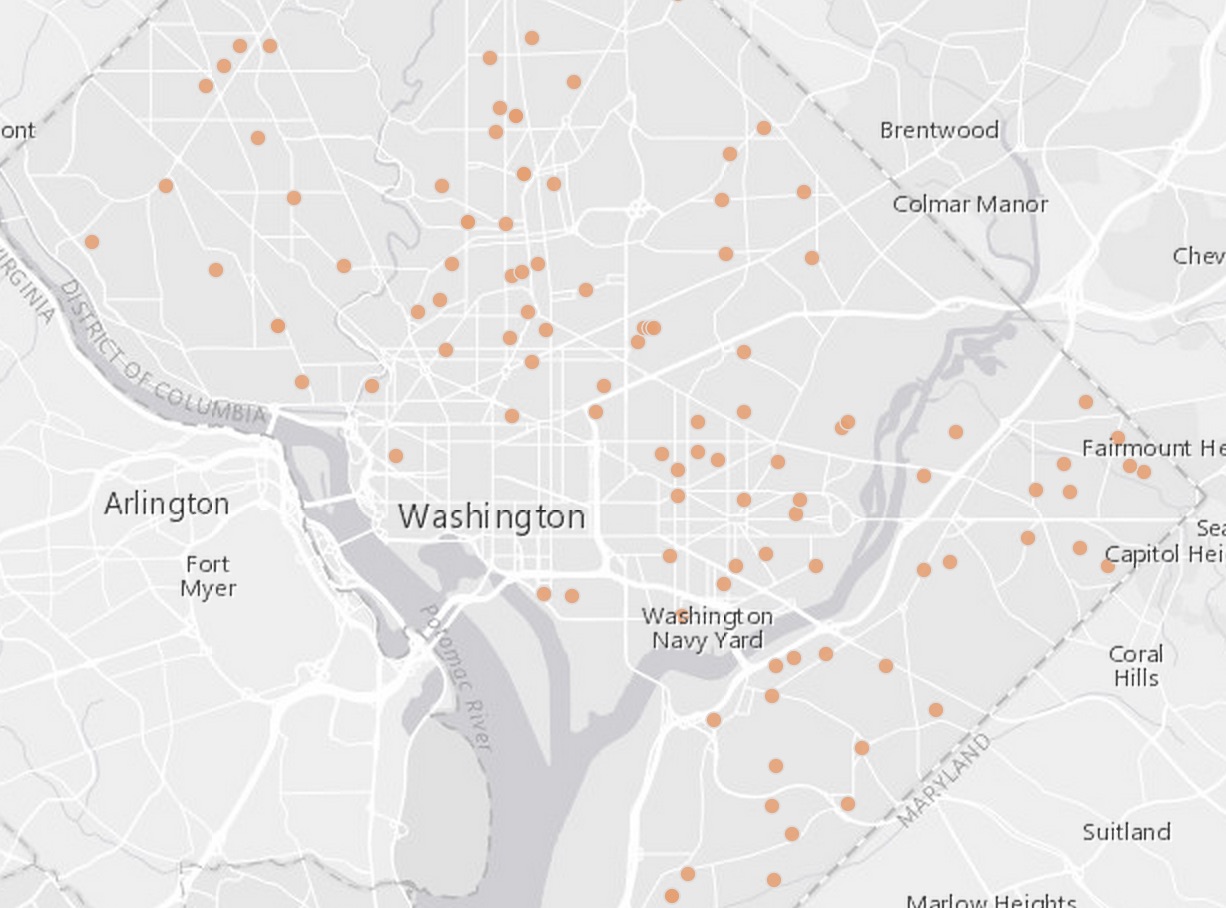 ont
Brentwood
Colmar Manor
Chev
VIRGINIA
DISTRICT OF COLUMBIA
Fairmount He
Arlington
Washington
Sea
Capitol Hei
Fort
Myer
Potomac River
Washington
Navy Yard
Coral
Hills
MARYLAND
Suitland
Marlow Heights